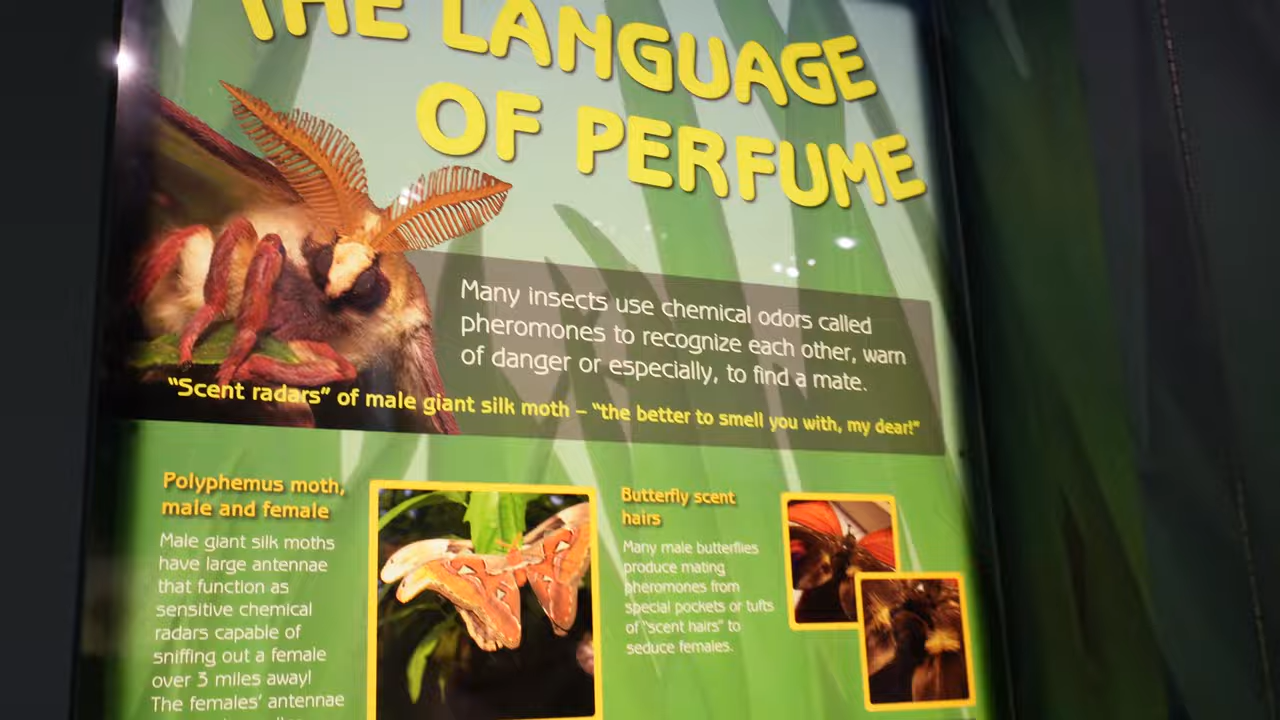 THE LANGUAGE
OF PERFUME
Many insects use chemical odors called
pheromones to recognize each other, warn
of danger or especially, to find a mate.
"Scent radars" of male giant silk moth – "the better to smell you with, my dear!"
Polyphemus moth,
male and female
Male giant silk moths
have large antennae
that function as
sensitive chemical
radars capable of
sniffing out a female
over 3 miles away!
The females' antennae
Butterfly scent
hairs
Many male butterflies
produce mating
pheromones from
special pockets or tufts
of "scent hairs" to
seduce females.